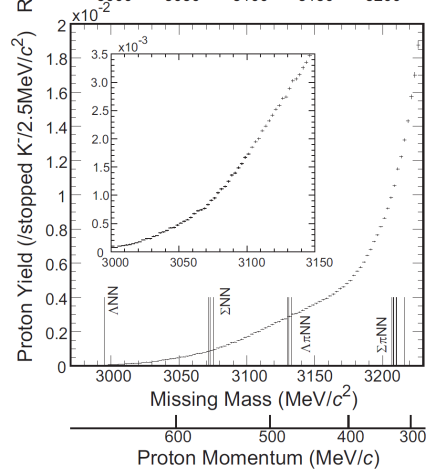 x10⁻²
Proton Yield (/stopped K⁻/2.5MeV/c²)
2
1.8
1.6
1.4
1.2
1
0.8
0.6
0.4
0.2
0
x10⁻³
3.5
3.0
2.5
2.0
1.5
1.0
0.5
0
3000 3050 3100 3150
ΛNN
ΣNN
ΛπNN
ΣπNN
3000 3050 3100 3150 3200
Missing Mass (MeV/c²)
600 500 400 300
Proton Momentum (MeV/c)